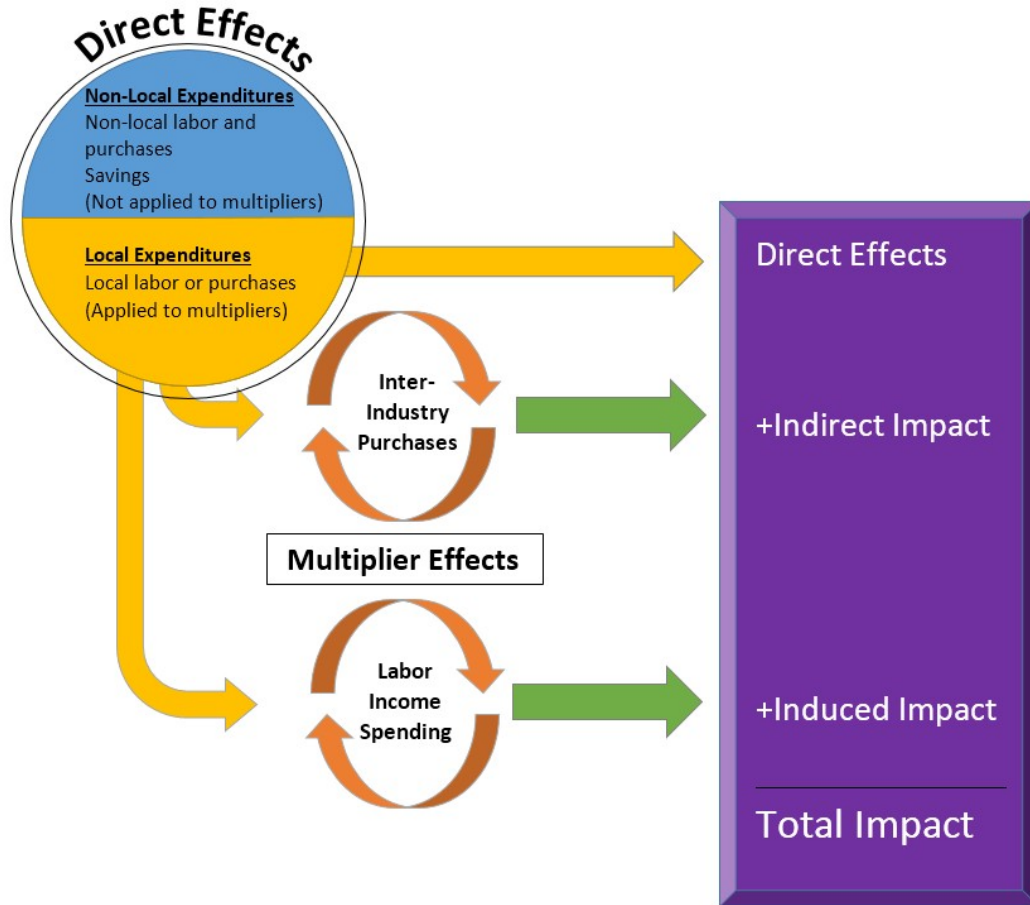 Direct Effects
Non-Local Expenditures
Non-local labor and
purchases
Savings
(Not applied to multipliers)
Local Expenditures
Local labor or purchases
(Applied to multipliers)
Inter-
Industry
Purchases
Multiplier Effects
Labor
Income
Spending
Direct Effects
+Indirect Impact
+Induced Impact
Total Impact